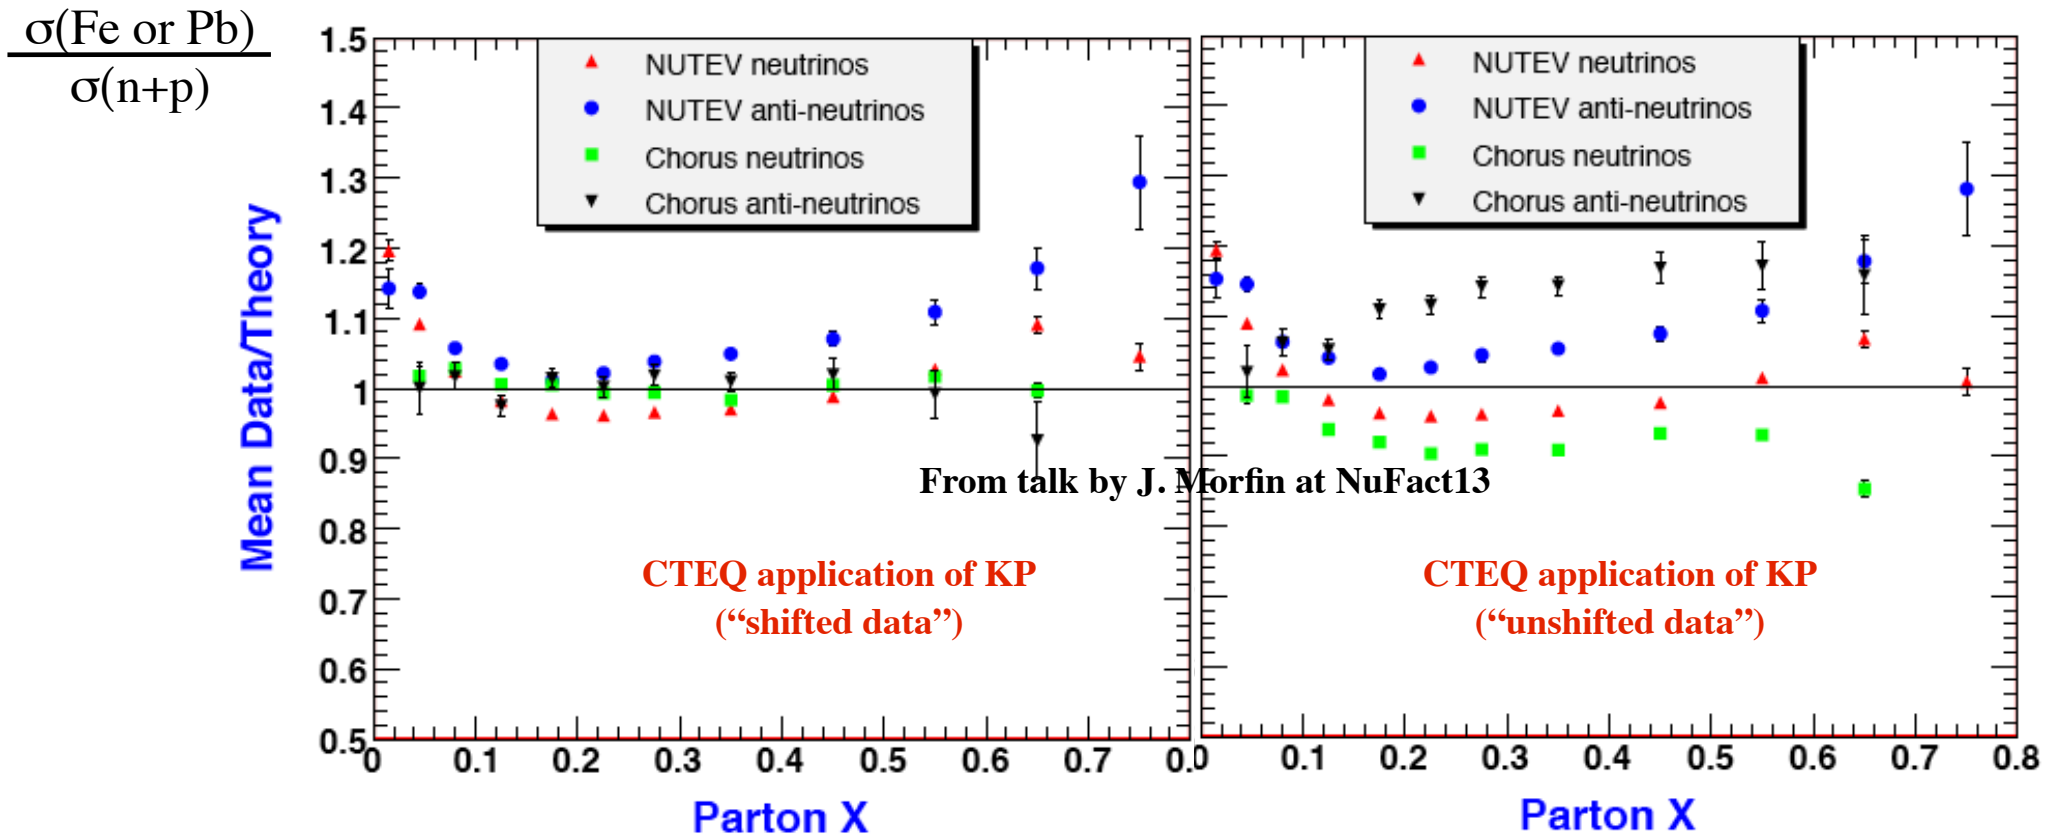 σ(Fe or Pb)
σ(n+p)
Mean Data/Theory
1.5
1.4
1.3
1.2
1.1
1
0.9
0.8
0.7
0.6
0.5
NUTEV neutrinos
NUTEV anti-neutrinos
Chorus neutrinos
Chorus anti-neutrinos
CTEQ application of KP
(“shifted data”)
0 0.1 0.2 0.3 0.4 0.5 0.6 0.7 0.
Parton X
From talk by J. Morfin at NuFact13
NUTEV neutrinos
NUTEV anti-neutrinos
Chorus neutrinos
Chorus anti-neutrinos
CTEQ application of KP
(“unshifted data”)
0 0.1 0.2 0.3 0.4 0.5 0.6 0.7 0.8
Parton X